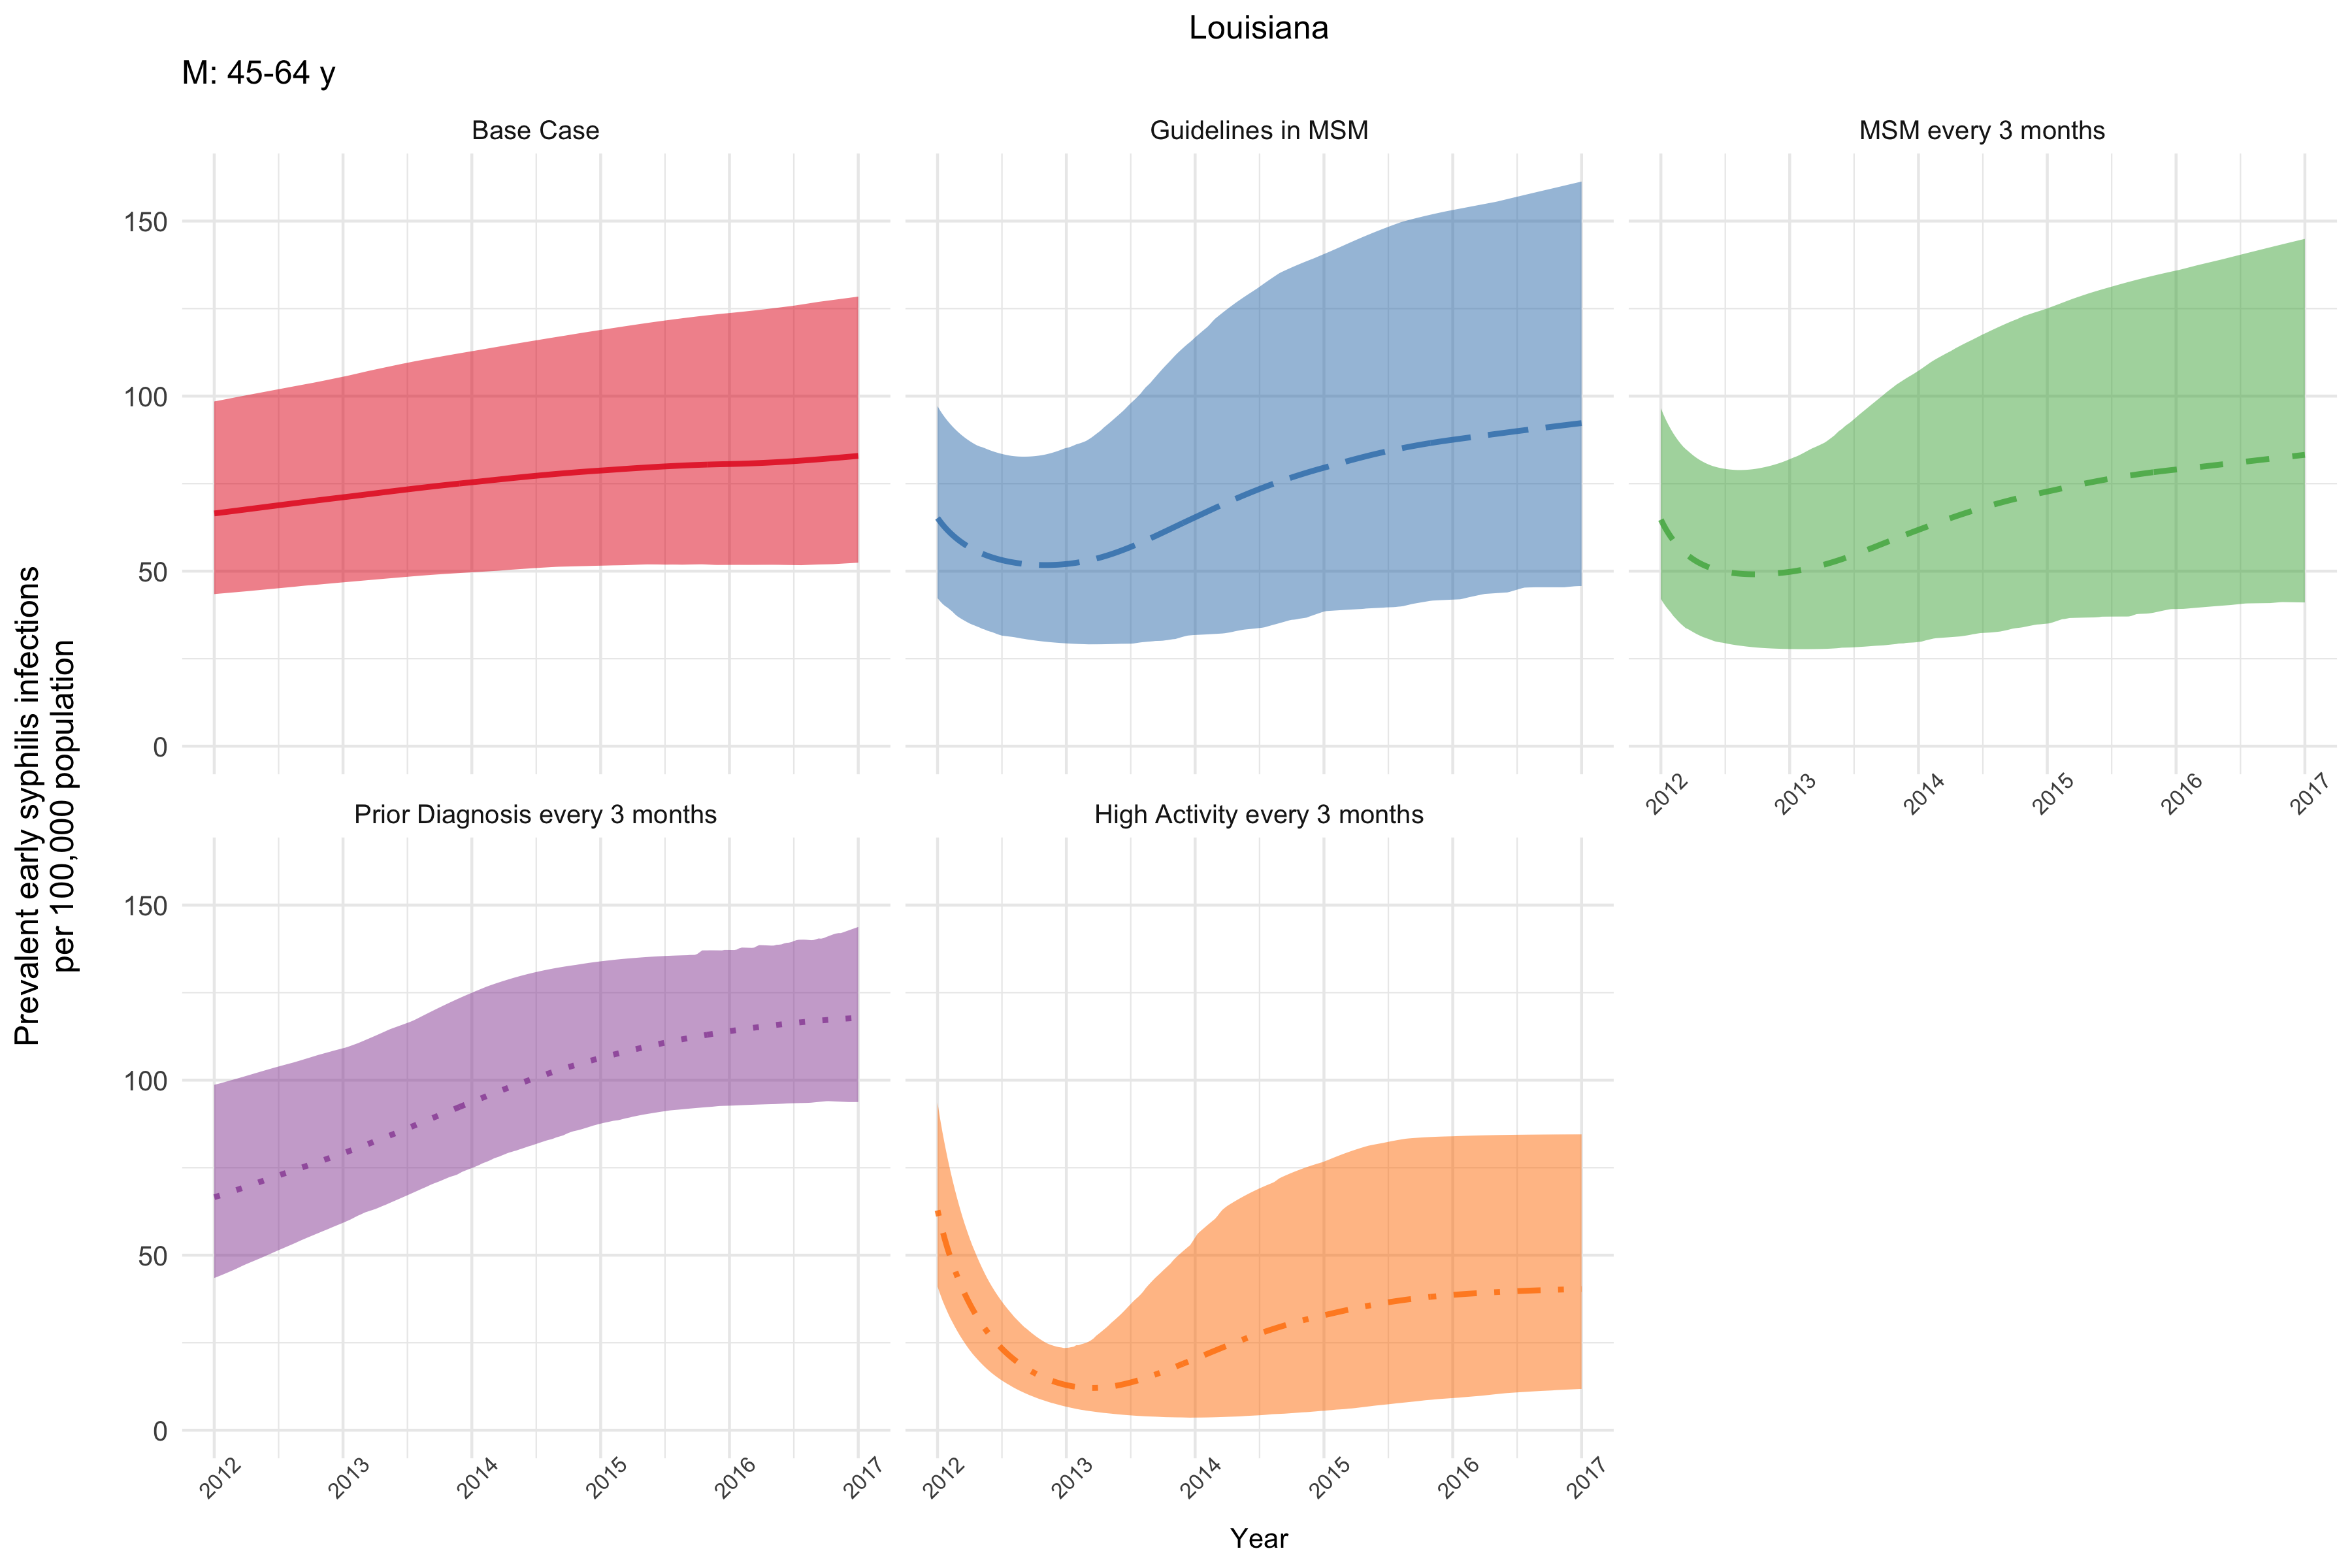 Louisiana
M: 45-64 y
Base Case
Guidelines in MSM
MSM every 3 months
150
100
50
0
2012
2013
2014
2015
2016
2017
Prevalent early syphilis infections
per 100,000 population
Prior Diagnosis every 3 months
High Activity every 3 months
150
100
50
0
2012
2013
2014
2015
2016
2017
2012
2013
2014
2015
2016
2017
Year